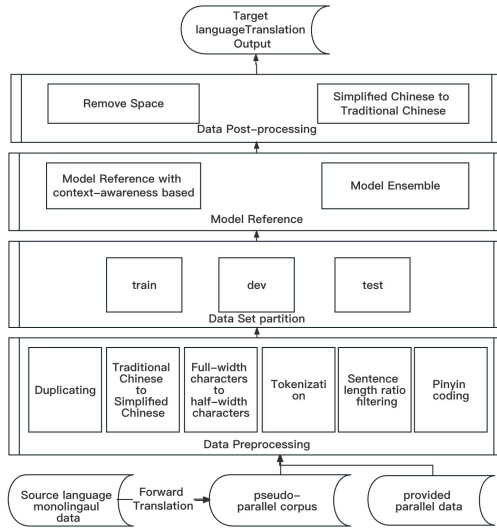 Target
languageTranslation
Output
Remove Space
Simplified Chinese to
Traditional Chinese
Data Post-processing
Model Reference with
context-awareness based
Model Ensemble
Model Reference
train
dev
test
Data Set partition
Duplicating
Traditional
Chinese
to
Simplified
Chinese
Full-width
characters
to
half-width
characters
Tokenizati
on
Sentence
length ratio
filtering
Pinyin
coding
Data Preprocessing
Source language
monolingaul
data
Forward
Translation
pseudo-
parallel corpus
provided
parallel data